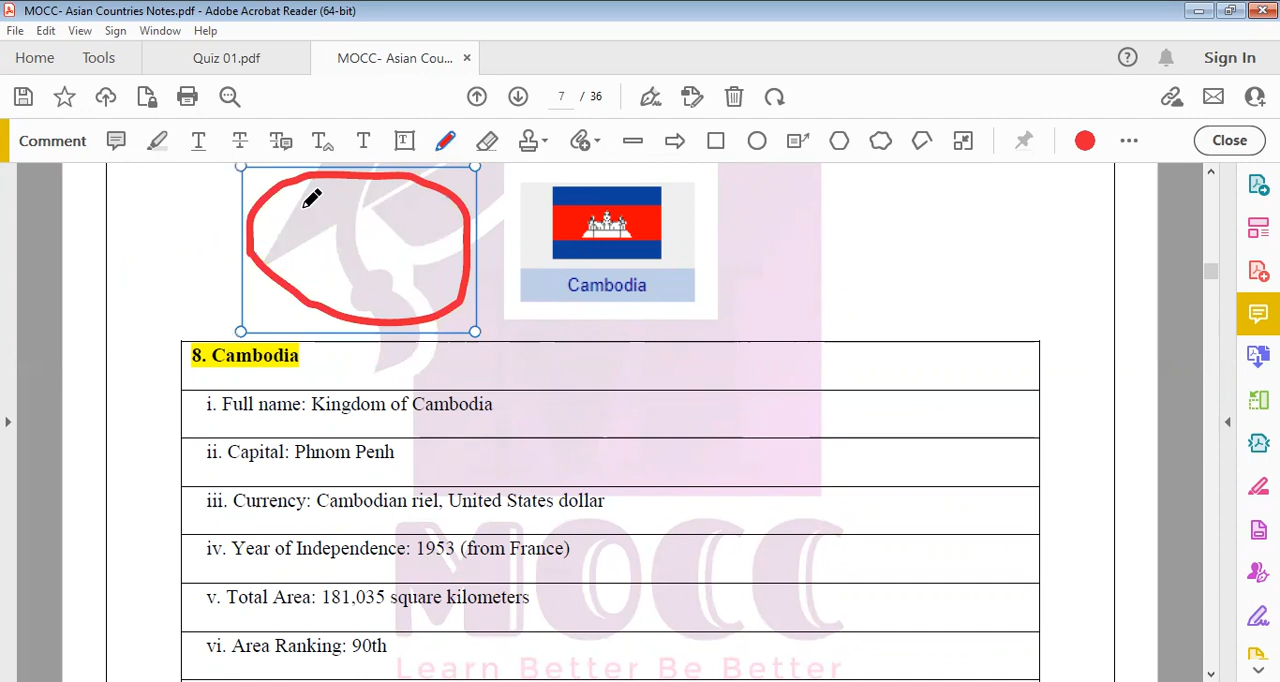 MOCC- Asian Countries Notes.pdf - Adobe Acrobat Reader (64-bit)
File Edit View Sign Window Help
Home Tools Quiz 01.pdf MOCC- Asian Cou... × Sign In
7 / 36
Comment Close
Cambodia
8. Cambodia
i. Full name: Kingdom of Cambodia
ii. Capital: Phnom Penh
iii. Currency: Cambodian riel, United States dollar
iv. Year of Independence: 1953 (from France)
v. Total Area: 181,035 square kilometers
vi. Area Ranking: 90th
MOCC
Learn Better Be Better